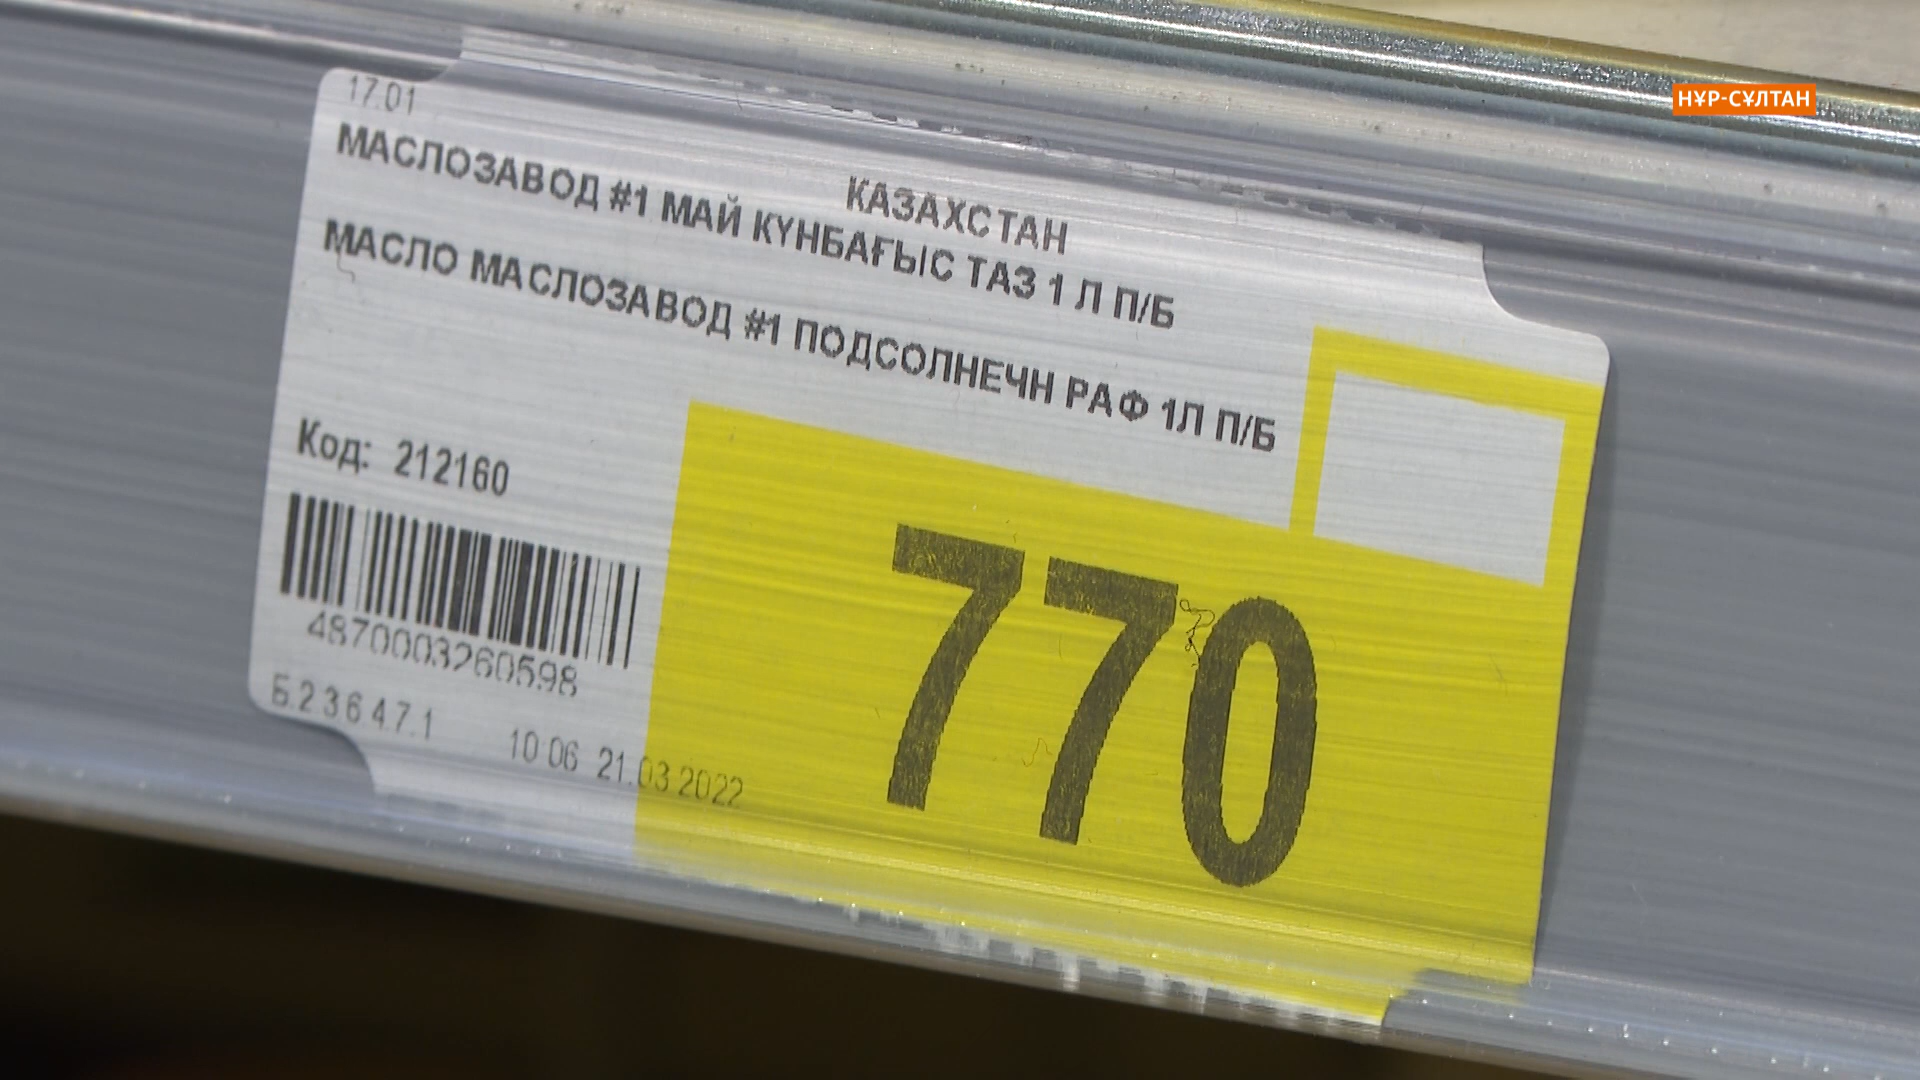 17.01
КАЗАХСТАН
МАСЛОЗАВОД #1 МАЙ КҮНБАҒЫС ТАЗ 1 Л П/Б
МАСЛО МАСЛОЗАВОД #1 ПОДСОЛНЕЧН РАФ 1Л П/Б
Код: 212160
4870003260598
Б.2 3 6 4.7.1 10 06 21.03 2022
770
НҰР-СҰЛТАН